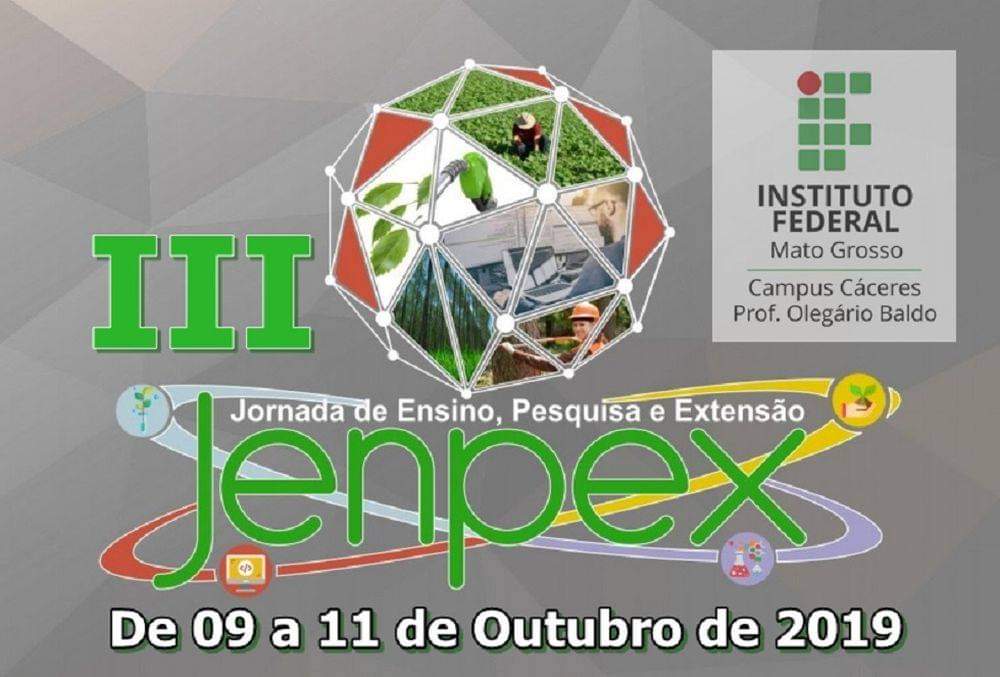 III
INSTITUTO
FEDERAL
Mato Grosso
Campus Cáceres
Prof. Olegário Baldo
Jornada de Ensino, Pesquisa e Extensão
Jenpex
De 09 a 11 de Outubro de 2019